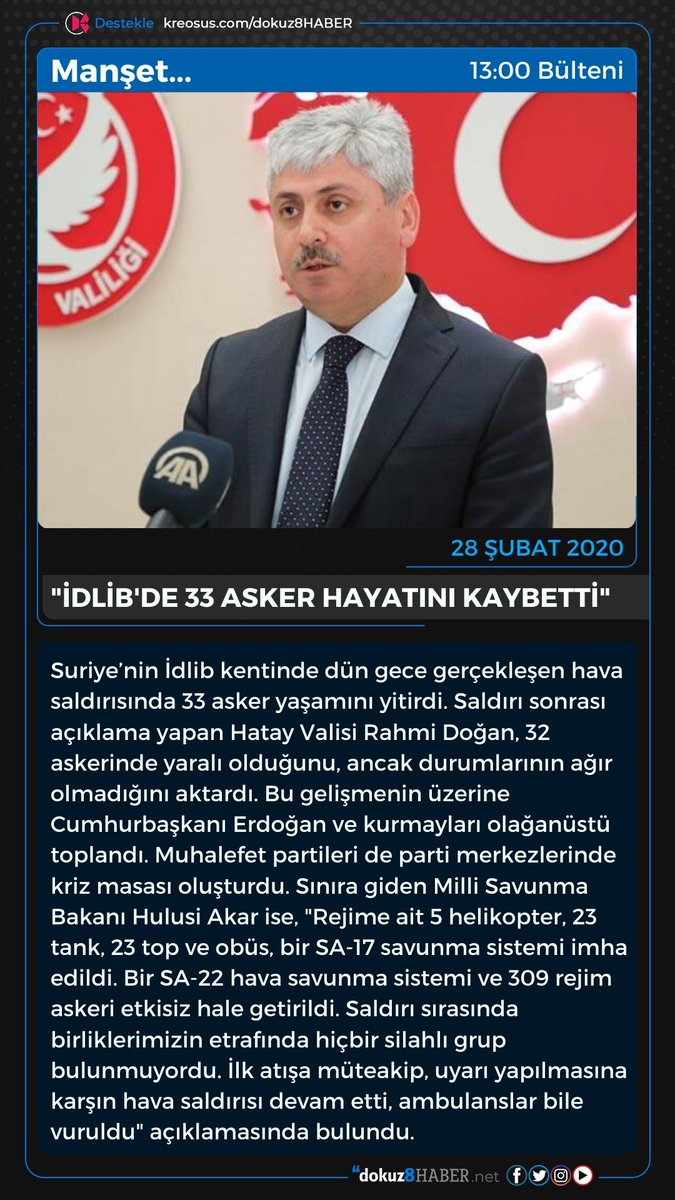 Destekle kreosus.com/dokuz8HABER
Manşet...
13:00 Bülteni
VALİLİĞİ
AA
28 ŞUBAT 2020
"İDLİB'DE 33 ASKER HAYATINI KAYBETTİ"
Suriye’nin İdlib kentinde dün gece gerçekleşen hava
saldırısında 33 asker yaşamını yitirdi. Saldırı sonrası
açıklama yapan Hatay Valisi Rahmi Doğan, 32
askerinde yaralı olduğunu, ancak durumlarının ağır
olmadığını aktardı. Bu gelişmenin üzerine
Cumhurbaşkanı Erdoğan ve kurmayları olağanüstü
toplandı. Muhalefet partileri de parti merkezlerinde
kriz masası oluşturdu. Sınıra giden Milli Savunma
Bakanı Hulusi Akar ise, "Rejime ait 5 helikopter, 23
tank, 23 top ve obüs, bir SA-17 savunma sistemi imha
edildi. Bir SA-22 hava savunma sistemi ve 309 rejim
askeri etkisiz hale getirildi. Saldırı sırasında
birliklerimizin etrafında hiçbir silahlı grup
bulunmuyordu. İlk atışa müteakip, uyarı yapılmasına
karşın hava saldırısı devam etti, ambulanslar bile
vuruldu" açıklamasında bulundu.
“dokuz8HABER.net